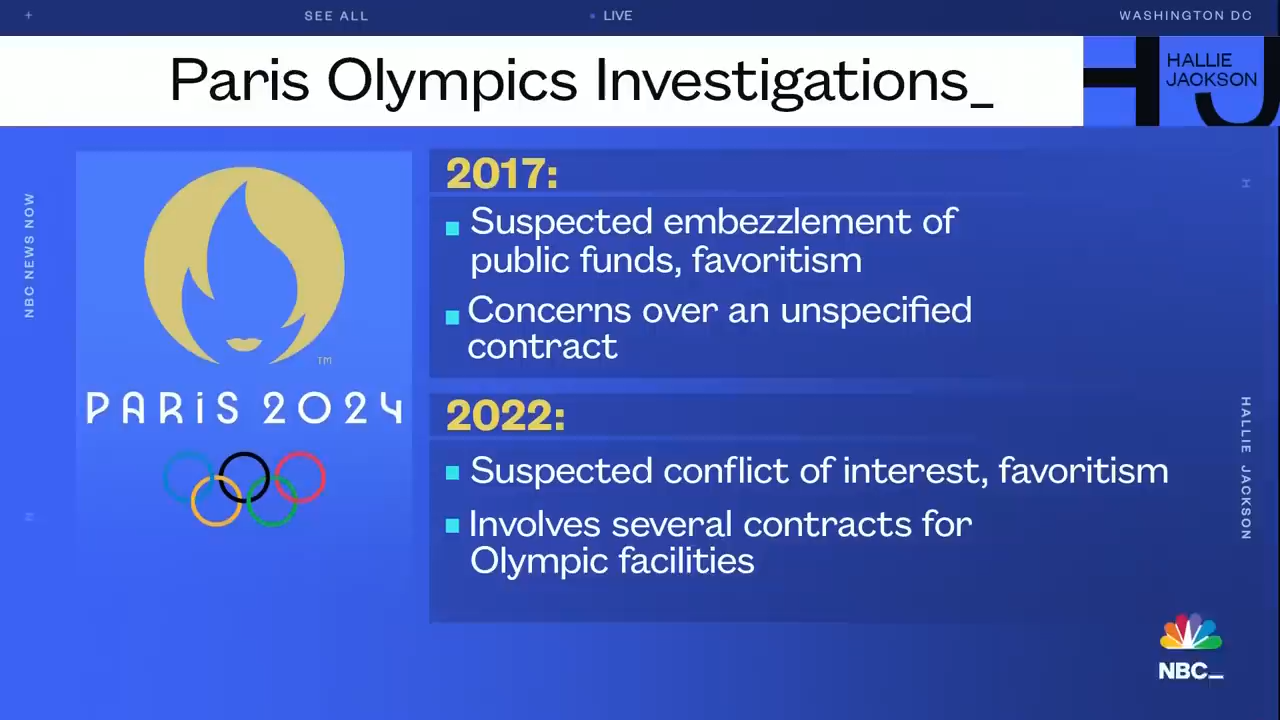 SEE ALL
LIVE
WASHINGTON DC
Paris Olympics Investigations_
HALLIE
JACKSON
HJ
NBC NEWS NOW
PARIS 2024
TM
2017:
Suspected embezzlement of
public funds, favoritism
Concerns over an unspecified
contract
2022:
Suspected conflict of interest, favoritism
Involves several contracts for
Olympic facilities
HALLIE JACKSON
NBC_